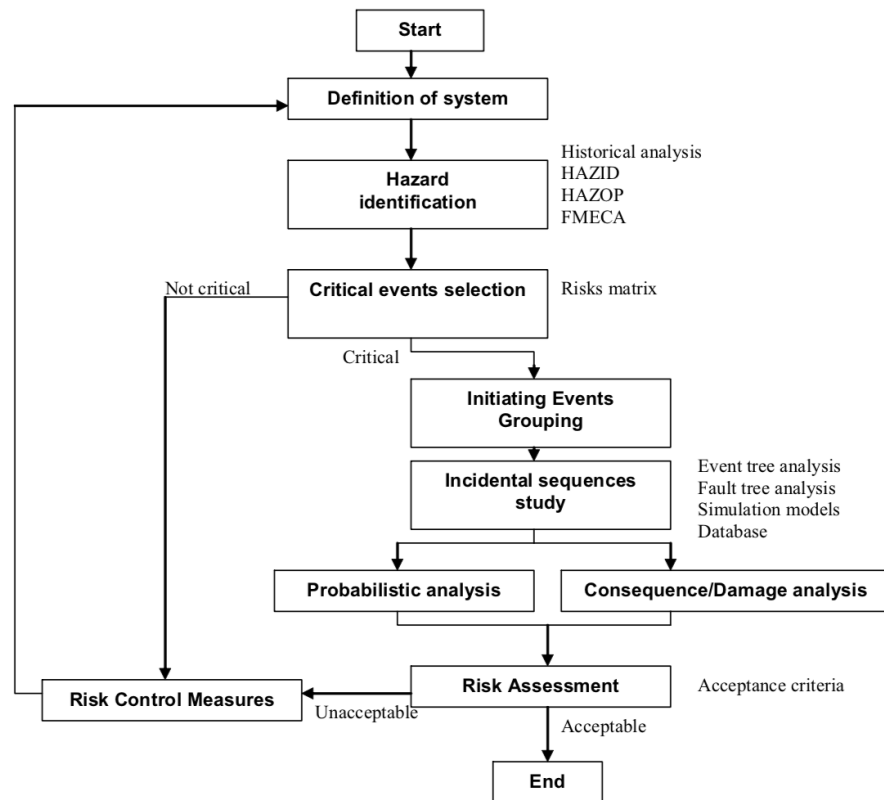 Start
Definition of system
Hazard
identification
Historical analysis
HAZID
HAZOP
FMECA
Not critical
Critical events selection
Risks matrix
Critical
Initiating Events
Grouping
Incidental sequences
study
Event tree analysis
Fault tree analysis
Simulation models
Database
Probabilistic analysis
Consequence/Damage analysis
Risk Control Measures
Unacceptable
Risk Assessment
Acceptance criteria
Acceptable
End